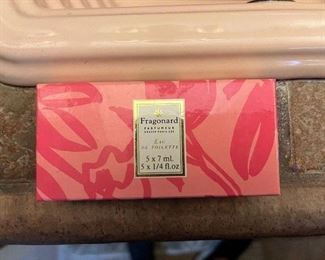 Fragonard
PARFUMEUR
Eau
DE TOILETTE
5 x 7 ml.
5 x 1/4 fl.oz